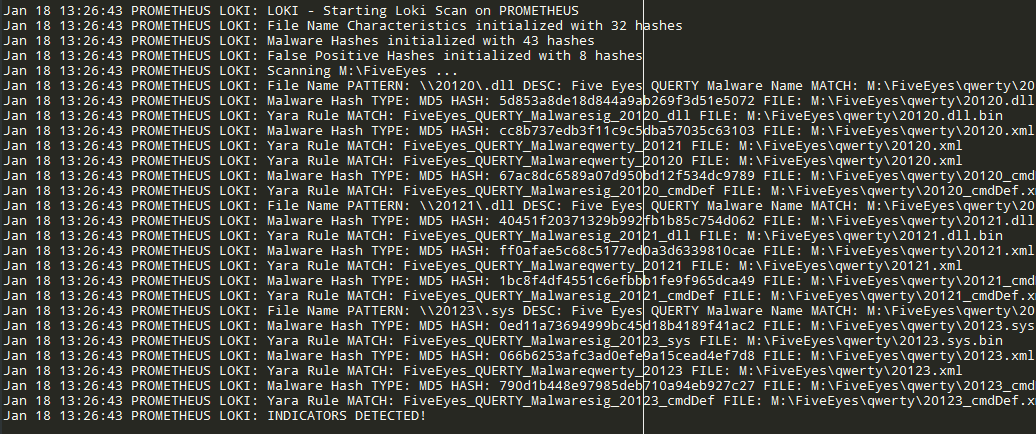 Jan 18 13:26:43 PROMETHEUS LOKI: LOKI - Starting Loki Scan on PROMETHEUS
Jan 18 13:26:43 PROMETHEUS LOKI: File Name Characteristics initialized with 32 hashes
Jan 18 13:26:43 PROMETHEUS LOKI: Malware Hashes initialized with 43 hashes
Jan 18 13:26:43 PROMETHEUS LOKI: False Positive Hashes initialized with 8 hashes
Jan 18 13:26:43 PROMETHEUS LOKI: Scanning M:\FiveEyes ...
Jan 18 13:26:43 PROMETHEUS LOKI: File Name PATTERN: \\20120\.dll DESC: Five Eyes QUERTY Malware Name MATCH: M:\FiveEyes\qwerty\20
Jan 18 13:26:43 PROMETHEUS LOKI: Malware Hash TYPE: MD5 HASH: 5d853a8de18d844a9ab269f3d51e5072 FILE: M:\FiveEyes\qwerty\20120.dll
Jan 18 13:26:43 PROMETHEUS LOKI: Yara Rule MATCH: FiveEyes_QUERTY_Malwaresig_20120_dll FILE: M:\FiveEyes\qwerty\20120.dll.bin
Jan 18 13:26:43 PROMETHEUS LOKI: Malware Hash TYPE: MD5 HASH: cc8b737edb3f11c9c5dba57035c63103 FILE: M:\FiveEyes\qwerty\20120.xml
Jan 18 13:26:43 PROMETHEUS LOKI: Yara Rule MATCH: FiveEyes_QUERTY_Malwareqwerty_20121 FILE: M:\FiveEyes\qwerty\20120.xml
Jan 18 13:26:43 PROMETHEUS LOKI: Yara Rule MATCH: FiveEyes_QUERTY_Malwareqwerty_20120 FILE: M:\FiveEyes\qwerty\20120.xml
Jan 18 13:26:43 PROMETHEUS LOKI: Malware Hash TYPE: MD5 HASH: 67ac8dc6589a07d950bd12f534dc9789 FILE: M:\FiveEyes\qwerty\20120_cmd
Jan 18 13:26:43 PROMETHEUS LOKI: Yara Rule MATCH: FiveEyes_QUERTY_Malwaresig_20120_cmdDef FILE: M:\FiveEyes\qwerty\20120_cmdDef.x
Jan 18 13:26:43 PROMETHEUS LOKI: File Name PATTERN: \\20121\.dll DESC: Five Eyes QUERTY Malware Name MATCH: M:\FiveEyes\qwerty\20
Jan 18 13:26:43 PROMETHEUS LOKI: Malware Hash TYPE: MD5 HASH: 40451f20371329b992fb1b85c754d062 FILE: M:\FiveEyes\qwerty\20121.dll
Jan 18 13:26:43 PROMETHEUS LOKI: Yara Rule MATCH: FiveEyes_QUERTY_Malwaresig_20121_dll FILE: M:\FiveEyes\qwerty\20121.dll.bin
Jan 18 13:26:43 PROMETHEUS LOKI: Malware Hash TYPE: MD5 HASH: ff0afae5c68c5177ed0a3d6339810cae FILE: M:\FiveEyes\qwerty\20121.xml
Jan 18 13:26:43 PROMETHEUS LOKI: Yara Rule MATCH: FiveEyes_QUERTY_Malwareqwerty_20121 FILE: M:\FiveEyes\qwerty\20121.xml
Jan 18 13:26:43 PROMETHEUS LOKI: Malware Hash TYPE: MD5 HASH: 1bc8f4df4551c6efbbb1fe9f965dca49 FILE: M:\FiveEyes\qwerty\20121_cmd
Jan 18 13:26:43 PROMETHEUS LOKI: Yara Rule MATCH: FiveEyes_QUERTY_Malwaresig_20121_cmdDef FILE: M:\FiveEyes\qwerty\20121_cmdDef.x
Jan 18 13:26:43 PROMETHEUS LOKI: File Name PATTERN: \\20123\.sys DESC: Five Eyes QUERTY Malware Name MATCH: M:\FiveEyes\qwerty\20
Jan 18 13:26:43 PROMETHEUS LOKI: Malware Hash TYPE: MD5 HASH: 0ed11a73694999bc45d18b4189f41ac2 FILE: M:\FiveEyes\qwerty\20123.sys
Jan 18 13:26:43 PROMETHEUS LOKI: Yara Rule MATCH: FiveEyes_QUERTY_Malwaresig_20123_sys FILE: M:\FiveEyes\qwerty\20123.sys.bin
Jan 18 13:26:43 PROMETHEUS LOKI: Malware Hash TYPE: MD5 HASH: 066b6253afc3ad0efe9a15cead4ef7d8 FILE: M:\FiveEyes\qwerty\20123.xml
Jan 18 13:26:43 PROMETHEUS LOKI: Yara Rule MATCH: FiveEyes_QUERTY_Malwareqwerty_20123 FILE: M:\FiveEyes\qwerty\20123.xml
Jan 18 13:26:43 PROMETHEUS LOKI: Malware Hash TYPE: MD5 HASH: 790d1b448e97985deb710a94eb927c27 FILE: M:\FiveEyes\qwerty\20123_cmd
Jan 18 13:26:43 PROMETHEUS LOKI: Yara Rule MATCH: FiveEyes_QUERTY_Malwaresig_20123_cmdDef FILE: M:\FiveEyes\qwerty\20123_cmdDef.x
Jan 18 13:26:43 PROMETHEUS LOKI: INDICATORS DETECTED!